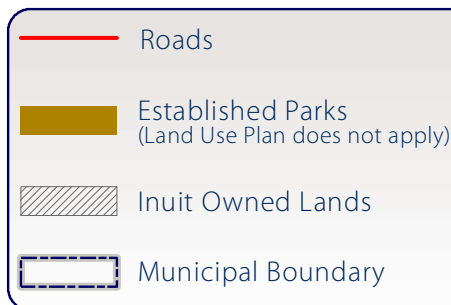 Roads
Established Parks
(Land Use Plan does not apply)
Inuit Owned Lands
Municipal Boundary